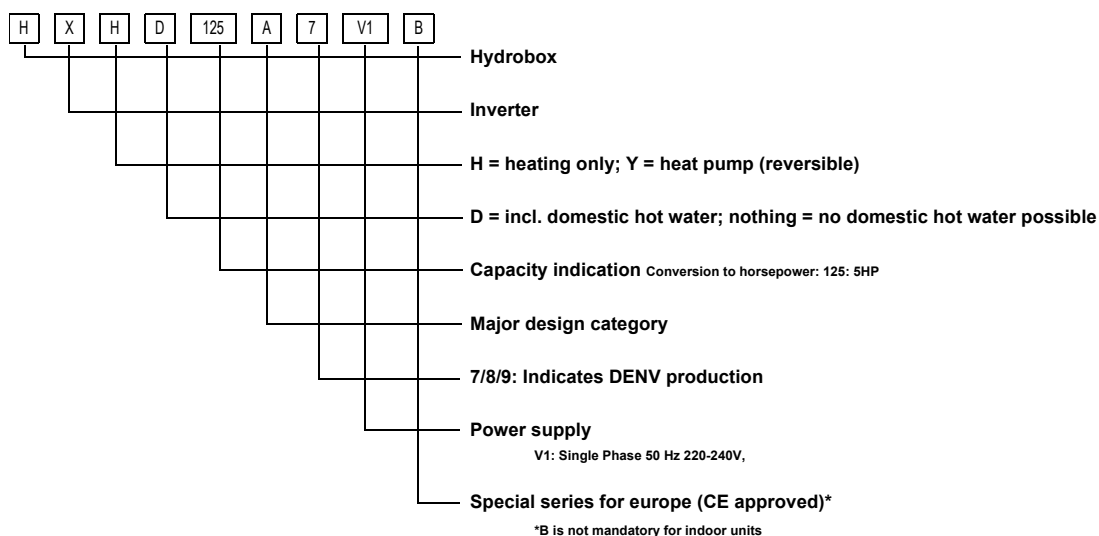 H X H D 125 A 7 V1 B
Hydrobox
Inverter
H = heating only; Y = heat pump (reversible)
D = incl. domestic hot water; nothing = no domestic hot water possible
Capacity indication Conversion to horsepower: 125: 5HP
Major design category
7/8/9: Indicates DENV production
Power supply
V1: Single Phase 50 Hz 220-240V,
Special series for europe (CE approved)*
*B is not mandatory for indoor units